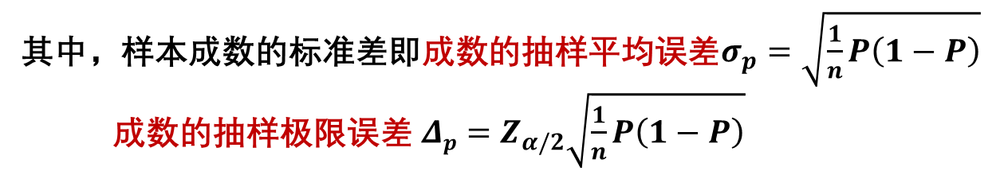 其中，样本成数的标准差即成数的抽样平均误差σ_p = √(1/n P(1 − P))
成数的抽样极限误差 Δ_p = Z_{α/2}√(1/n P(1 − P))